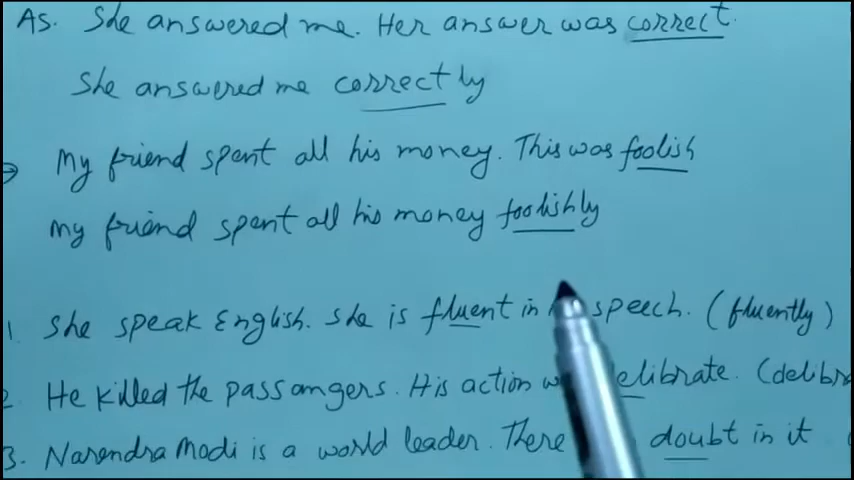 As. She answered me. Her answer was correct.
She answered me correctly
My friend spent all his money. This was foolish
my friend spent all his money foolishly
1. She speak English. She is fluent in speech. (fluently)
2. He killed the passangers. His action elibrate. (delibra
3. Narendra Modi is a world leader. There doubt in it